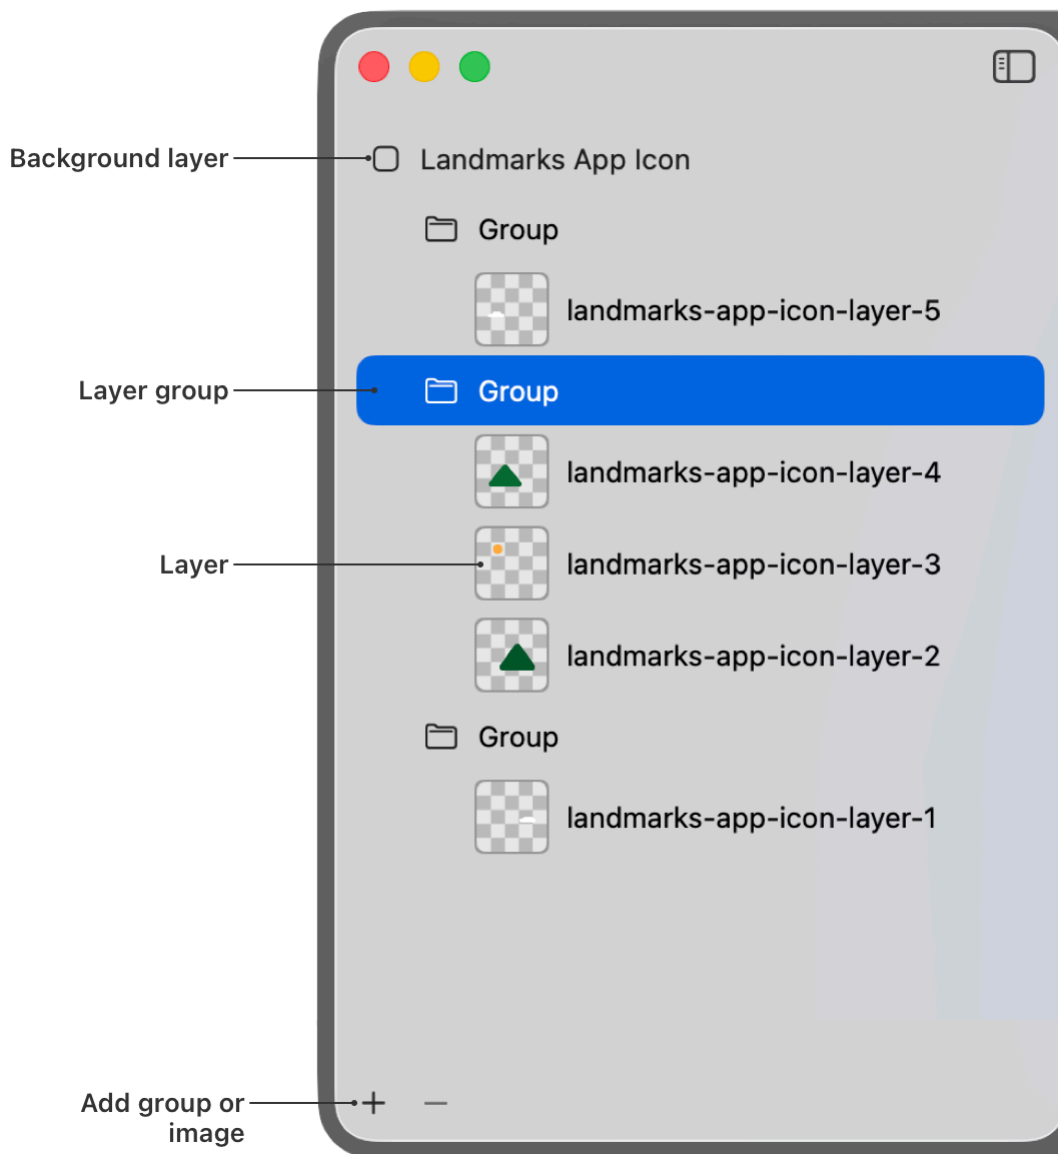 Background layer
Landmarks App Icon
Group
landmarks-app-icon-layer-5
Layer group
Group
landmarks-app-icon-layer-4
Layer
landmarks-app-icon-layer-3
landmarks-app-icon-layer-2
Group
landmarks-app-icon-layer-1
Add group or
image